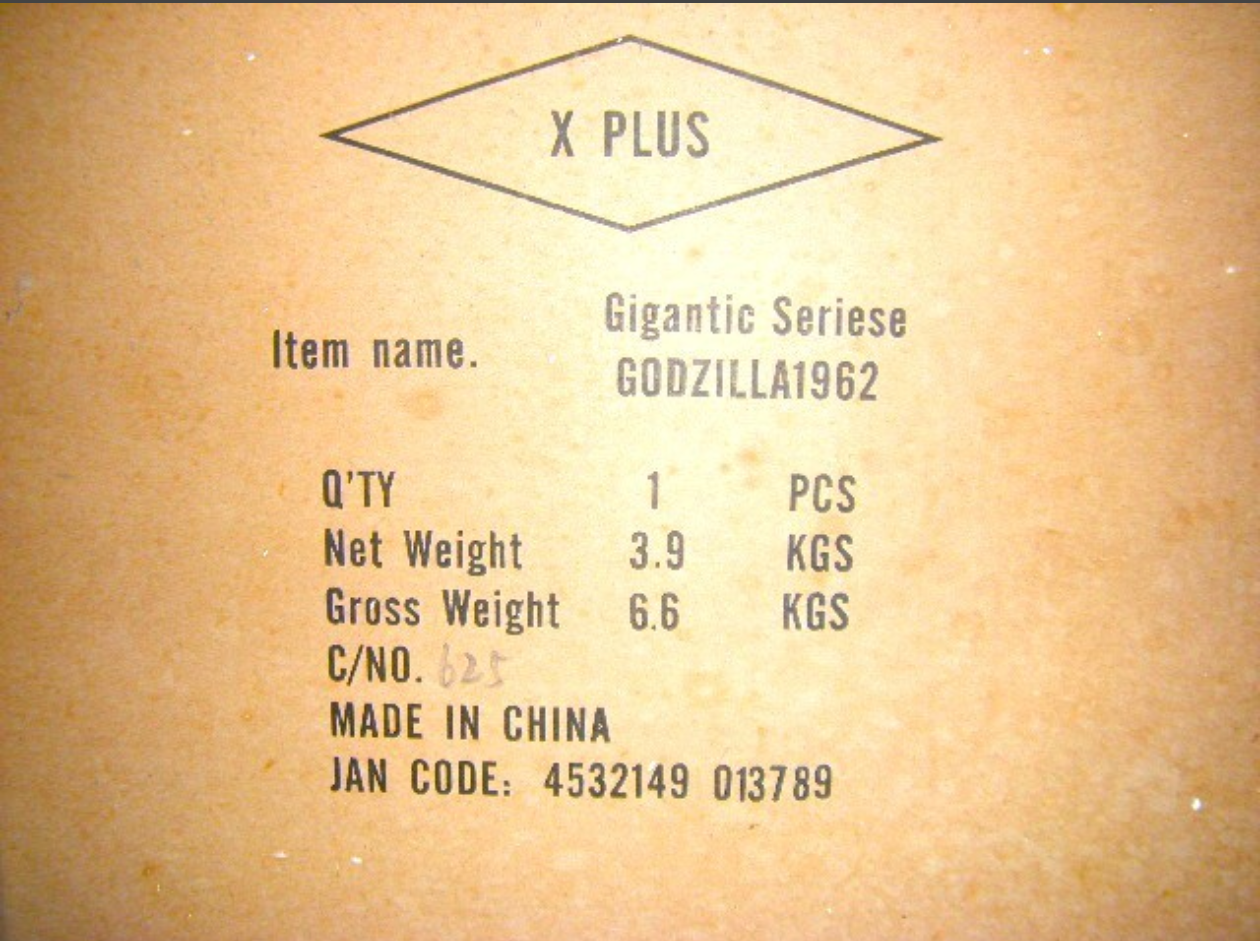 X PLUS
Item name. Gigantic Seriese
GODZILLA1962
Q'TY 1 PCS
Net Weight 3.9 KGS
Gross Weight 6.6 KGS
C/NO. 625
MADE IN CHINA
JAN CODE: 4532149 013789